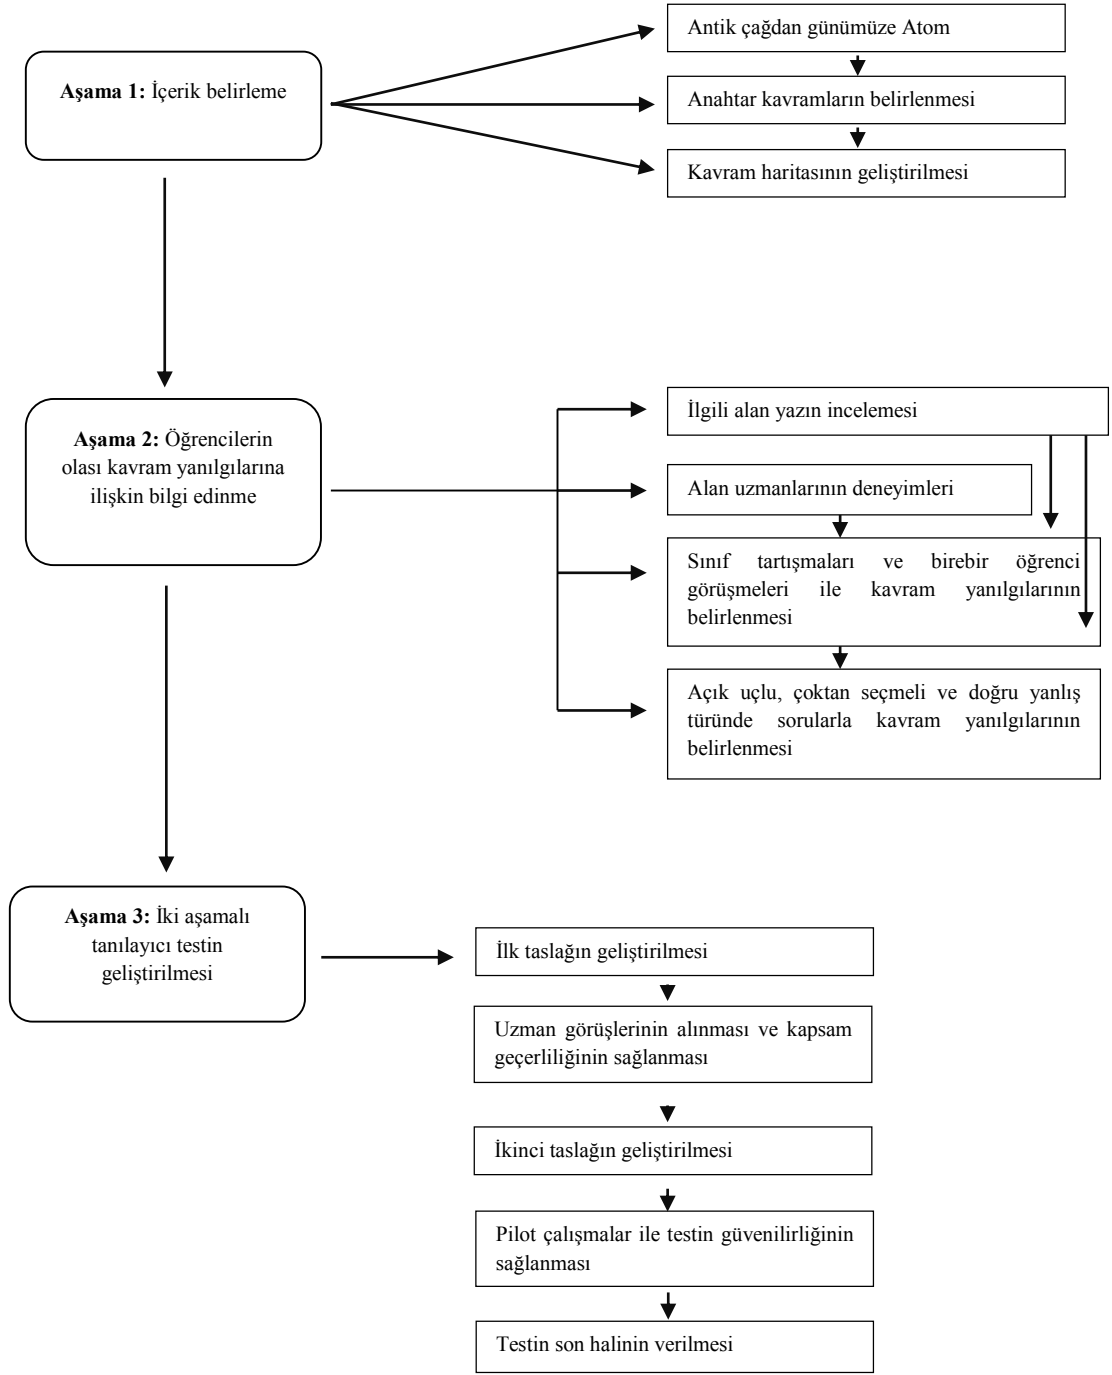 Aşama 1: İçerik belirleme
Antik çağdan günümüze Atom
Anahtar kavramların belirlenmesi
Kavram haritasının geliştirilmesi
Aşama 2: Öğrencilerin
olası kavram yanılgılarına
ilişkin bilgi edinme
İlgili alan yazın incelemesi
Alan uzmanlarının deneyimleri
Sınıf tartışmaları ve birebir öğrenci
görüşmeleri ile kavram yanılgılarının
belirlenmesi
Açık uçlu, çoktan seçmeli ve doğru yanlış
türünde sorularla kavram yanılgılarının
belirlenmesi
Aşama 3: İki aşamalı
tanılayıcı testin
geliştirilmesi
İlk taslağın geliştirilmesi
Uzman görüşlerinin alınması ve kapsam
geçerliliğinin sağlanması
İkinci taslağın geliştirilmesi
Pilot çalışmalar ile testin güvenilirliğinin
sağlanması
Testin son halinin verilmesi